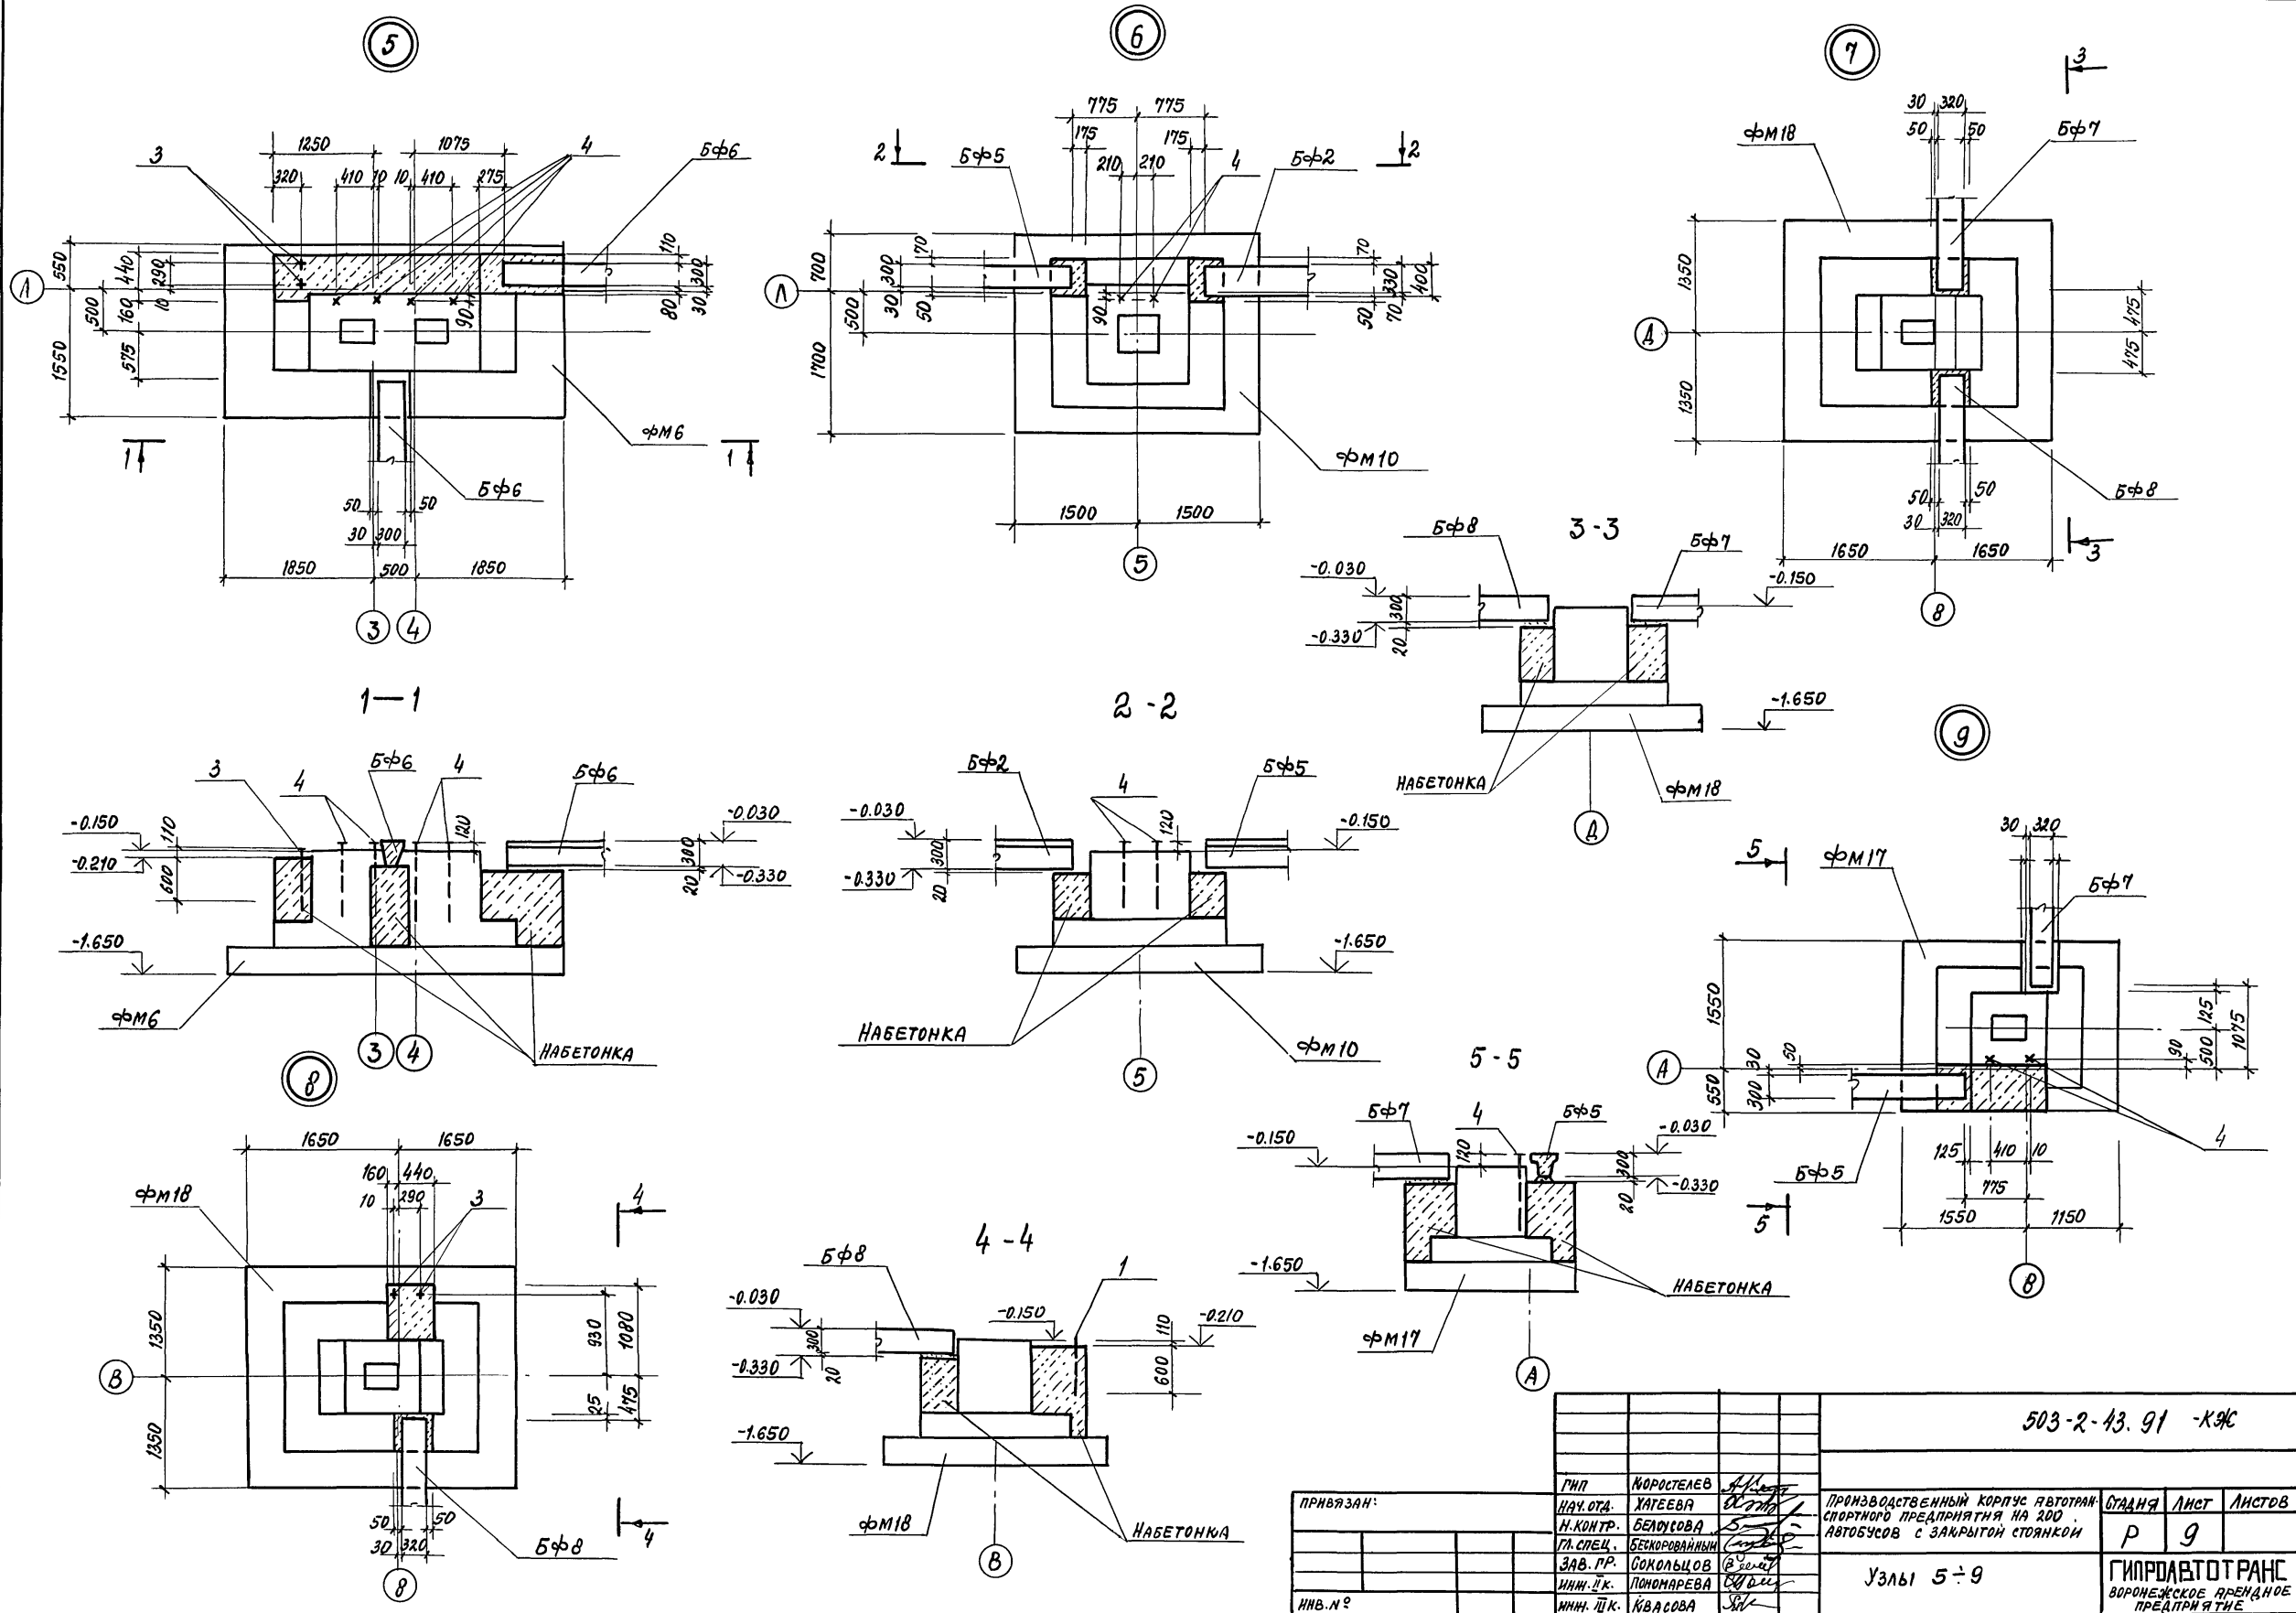 5
1250
1075
3
4
БФ6
320
410
10
10
410
275
550
440
290
110
300
Л
500
160
10
90
80
30
1550
575
1
1
ФМ6
БФ6
50
50
30
300
1850
500
1850
3
4
6
775
775
2
2
БФ5
175
175
4
БФ2
210
210
700
70
300
70
330
400
Л
500
30
50
90
50
70
1700
ФМ10
1500
1500
5
7
3
30
320
ФМ18
50
50
БФ7
1350
475
Д
475
1350
50
50
БФ8
30
320
3
1650
1650
8
3-3
БФ8
БФ7
-0.030
-0.150
300
-0.330
20
-1.650
НАБЕТОНКА
ФМ18
Д
1-1
3
4
БФ6
4
БФ6
-0.150
110
120
-0.030
-0.210
600
300
20
-0.330
-1.650
ФМ6
3
4
НАБЕТОНКА
2-2
БФ2
4
БФ5
-0.030
120
-0.150
300
-0.330
20
-1.650
НАБЕТОНКА
ФМ10
5
9
30
320
5
ФМ17
БФ7
1550
125
1075
500
90
А
50
30
550
300
4
125
410
10
БФ5
775
5
1550
1150
В
5-5
БФ7
4
БФ5
-0.150
120
-0.030
300
-0.330
20
-1.650
НАБЕТОНКА
ФМ17
А
8
1650
1650
160
440
ФМ18
10
290
3
4
1350
930
1080
В
25
475
1350
50
50
30
320
БФ8
4
8
4-4
БФ8
1
-0.030
-0.150
110
-0.210
300
-0.330
20
600
-1.650
ФМ18
НАБЕТОНКА
В
503-2-43.91 -КЖ
ПРИВЯЗАН:
ИНВ.№
ГИП КОРОСТЕЛЕВ
НАЧ.ОТД. ХАТЕЕВА
Н.КОНТР. БЕЛОУСОВА
ГЛ.СПЕЦ. БЕСКОРОВАЙНЫЙ
ЗАВ.ГР. СОКОЛЬЦОВ
ИНЖ.IIК. ПОНОМАРЕВА
ИНЖ.IIIК. КВАСОВА
ПРОИЗВОДСТВЕННЫЙ КОРПУС АВТОТРАН-
СПОРТНОГО ПРЕДПРИЯТИЯ НА 200
АВТОБУСОВ С ЗАКРЫТОЙ СТОЯНКОЙ
СТАДИЯ ЛИСТ ЛИСТОВ
Р 9
УЗЛЫ 5÷9
ГИПРОАВТОТРАНС
ВОРОНЕЖСКОЕ АРЕНДНОЕ
ПРЕДПРИЯТИЕ